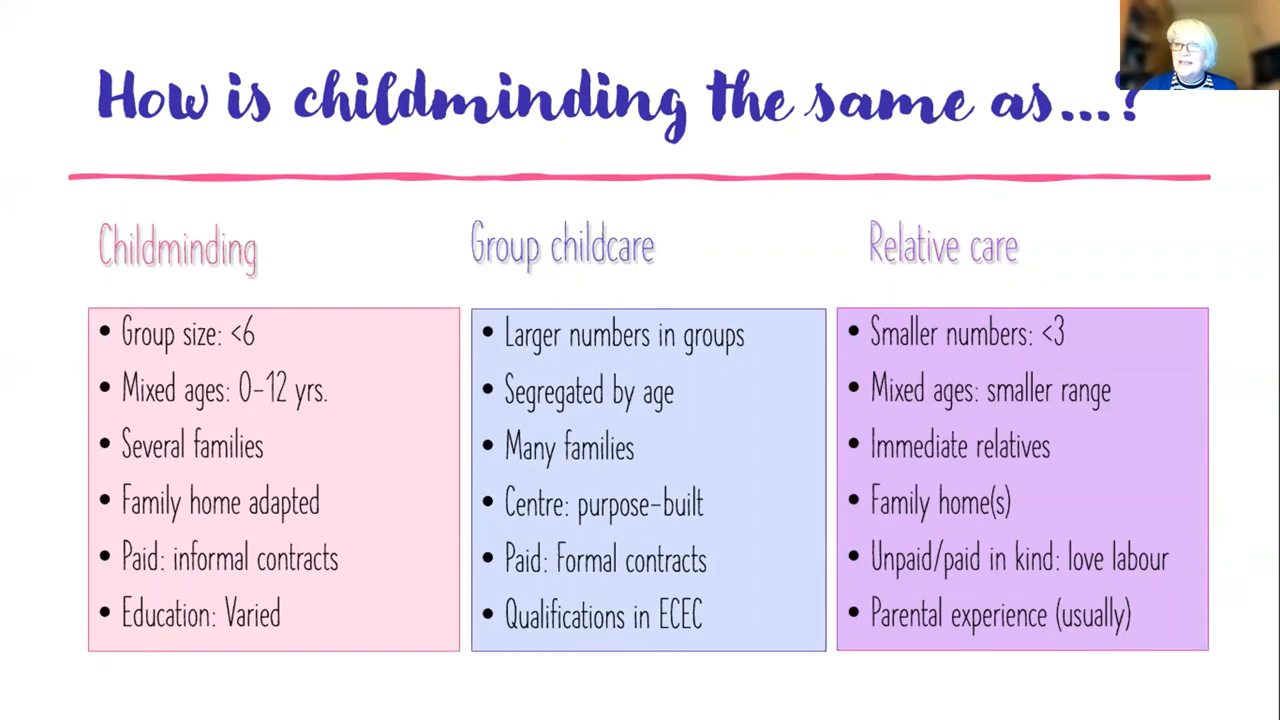 How is childminding the same as...?
Childminding
Group size: <6
Mixed ages: 0-12 yrs.
Several families
Family home adapted
Paid: informal contracts
Education: Varied
Group childcare
Larger numbers in groups
Segregated by age
Many families
Centre: purpose-built
Paid: Formal contracts
Qualifications in ECEC
Relative care
Smaller numbers: <3
Mixed ages: smaller range
Immediate relatives
Family home(s)
Unpaid/paid in kind: love labour
Parental experience (usually)